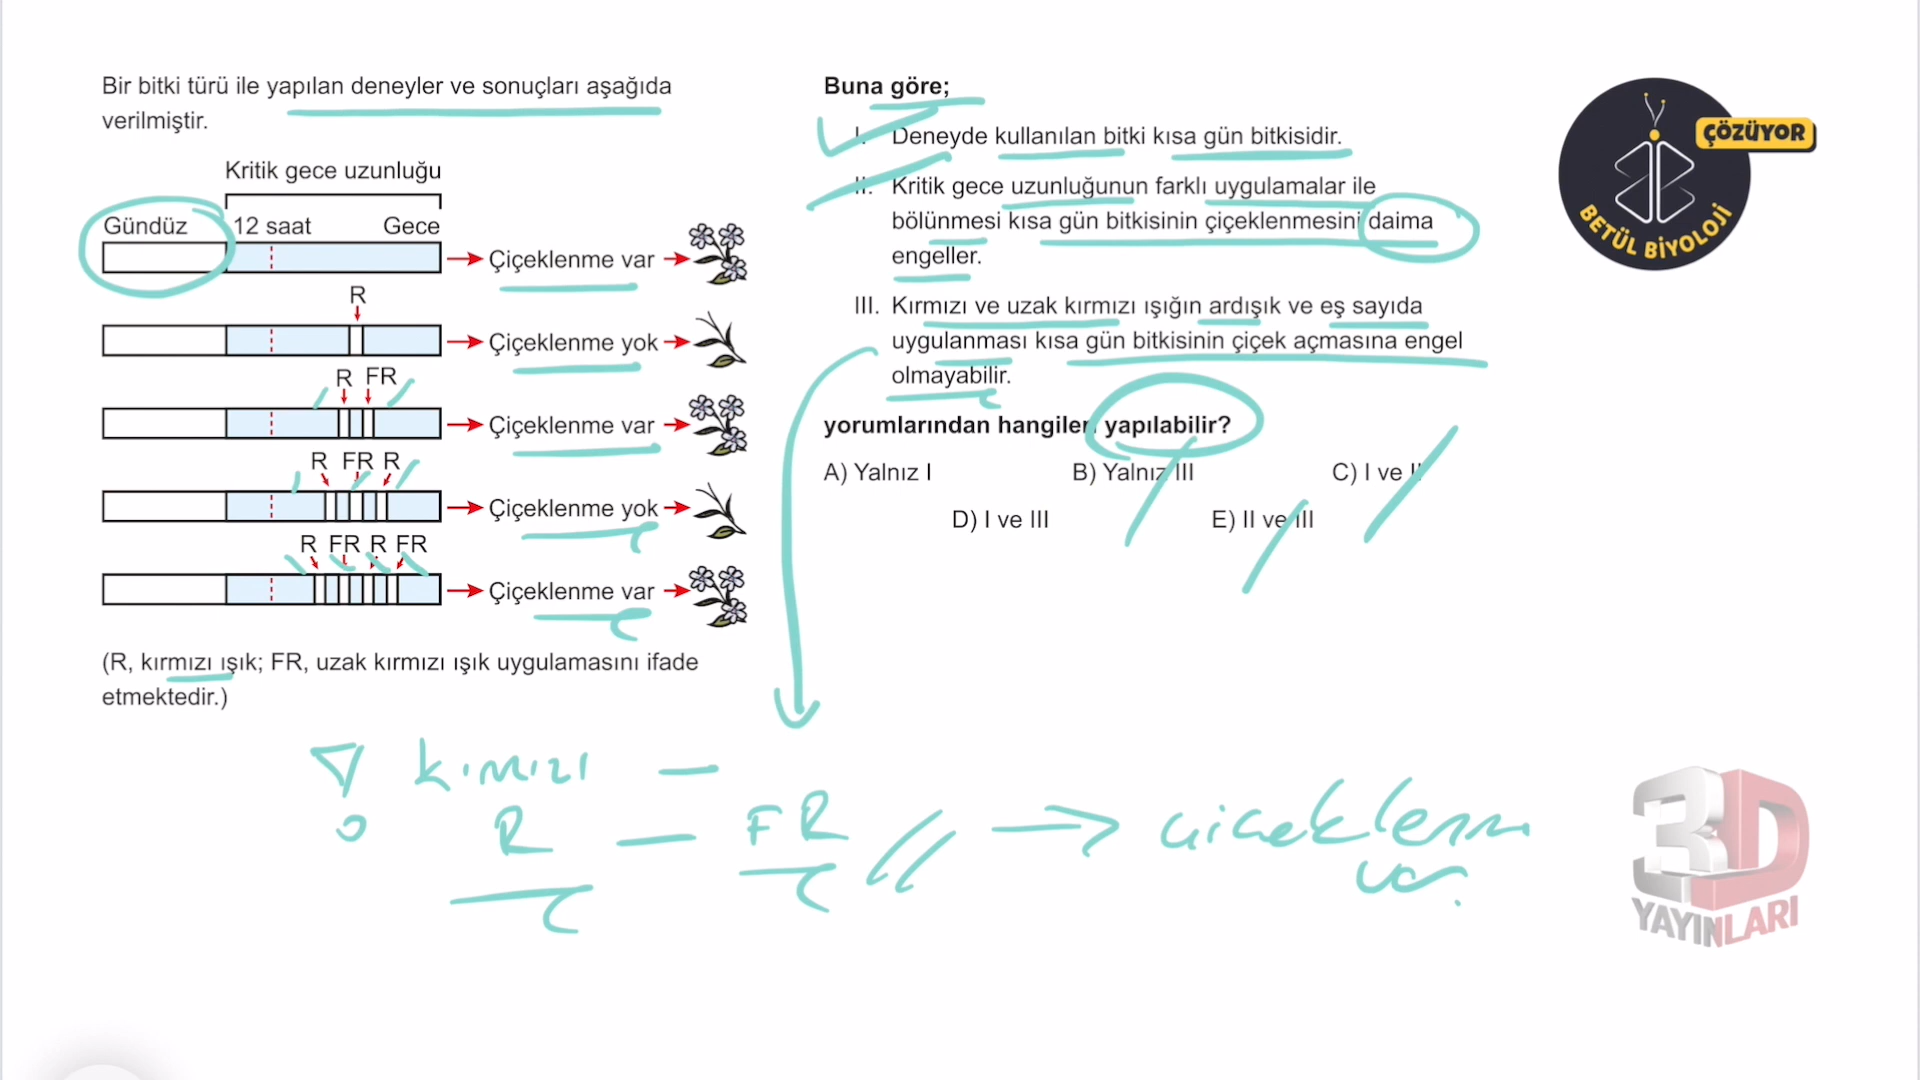 Bir bitki türü ile yapılan deneyler ve sonuçları aşağıda
verilmiştir.
Kritik gece uzunluğu
Gündüz 12 saat Gece
Çiçeklenme var
R
Çiçeklenme yok
R FR
Çiçeklenme var
R FR R
Çiçeklenme yok
R FR R FR
Çiçeklenme var
(R, kırmızı ışık; FR, uzak kırmızı ışık uygulamasını ifade
etmektedir.)
Buna göre;
I. Deneyde kullanılan bitki kısa gün bitkisidir.
II. Kritik gece uzunluğunun farklı uygulamalar ile
bölünmesi kısa gün bitkisinin çiçeklenmesini daima
engeller.
III. Kırmızı ve uzak kırmızı ışığın ardışık ve eş sayıda
uygulanması kısa gün bitkisinin çiçek açmasına engel
olmayabilir.
yorumlarından hangileri yapılabilir?
A) Yalnız I B) Yalnız III C) I ve II
D) I ve III E) II ve III
ÇÖZÜYOR
BETÜL BİYOLOJİ
kımızı —
R — FR → çiçeklenm
var.
3D
YAYINLARI